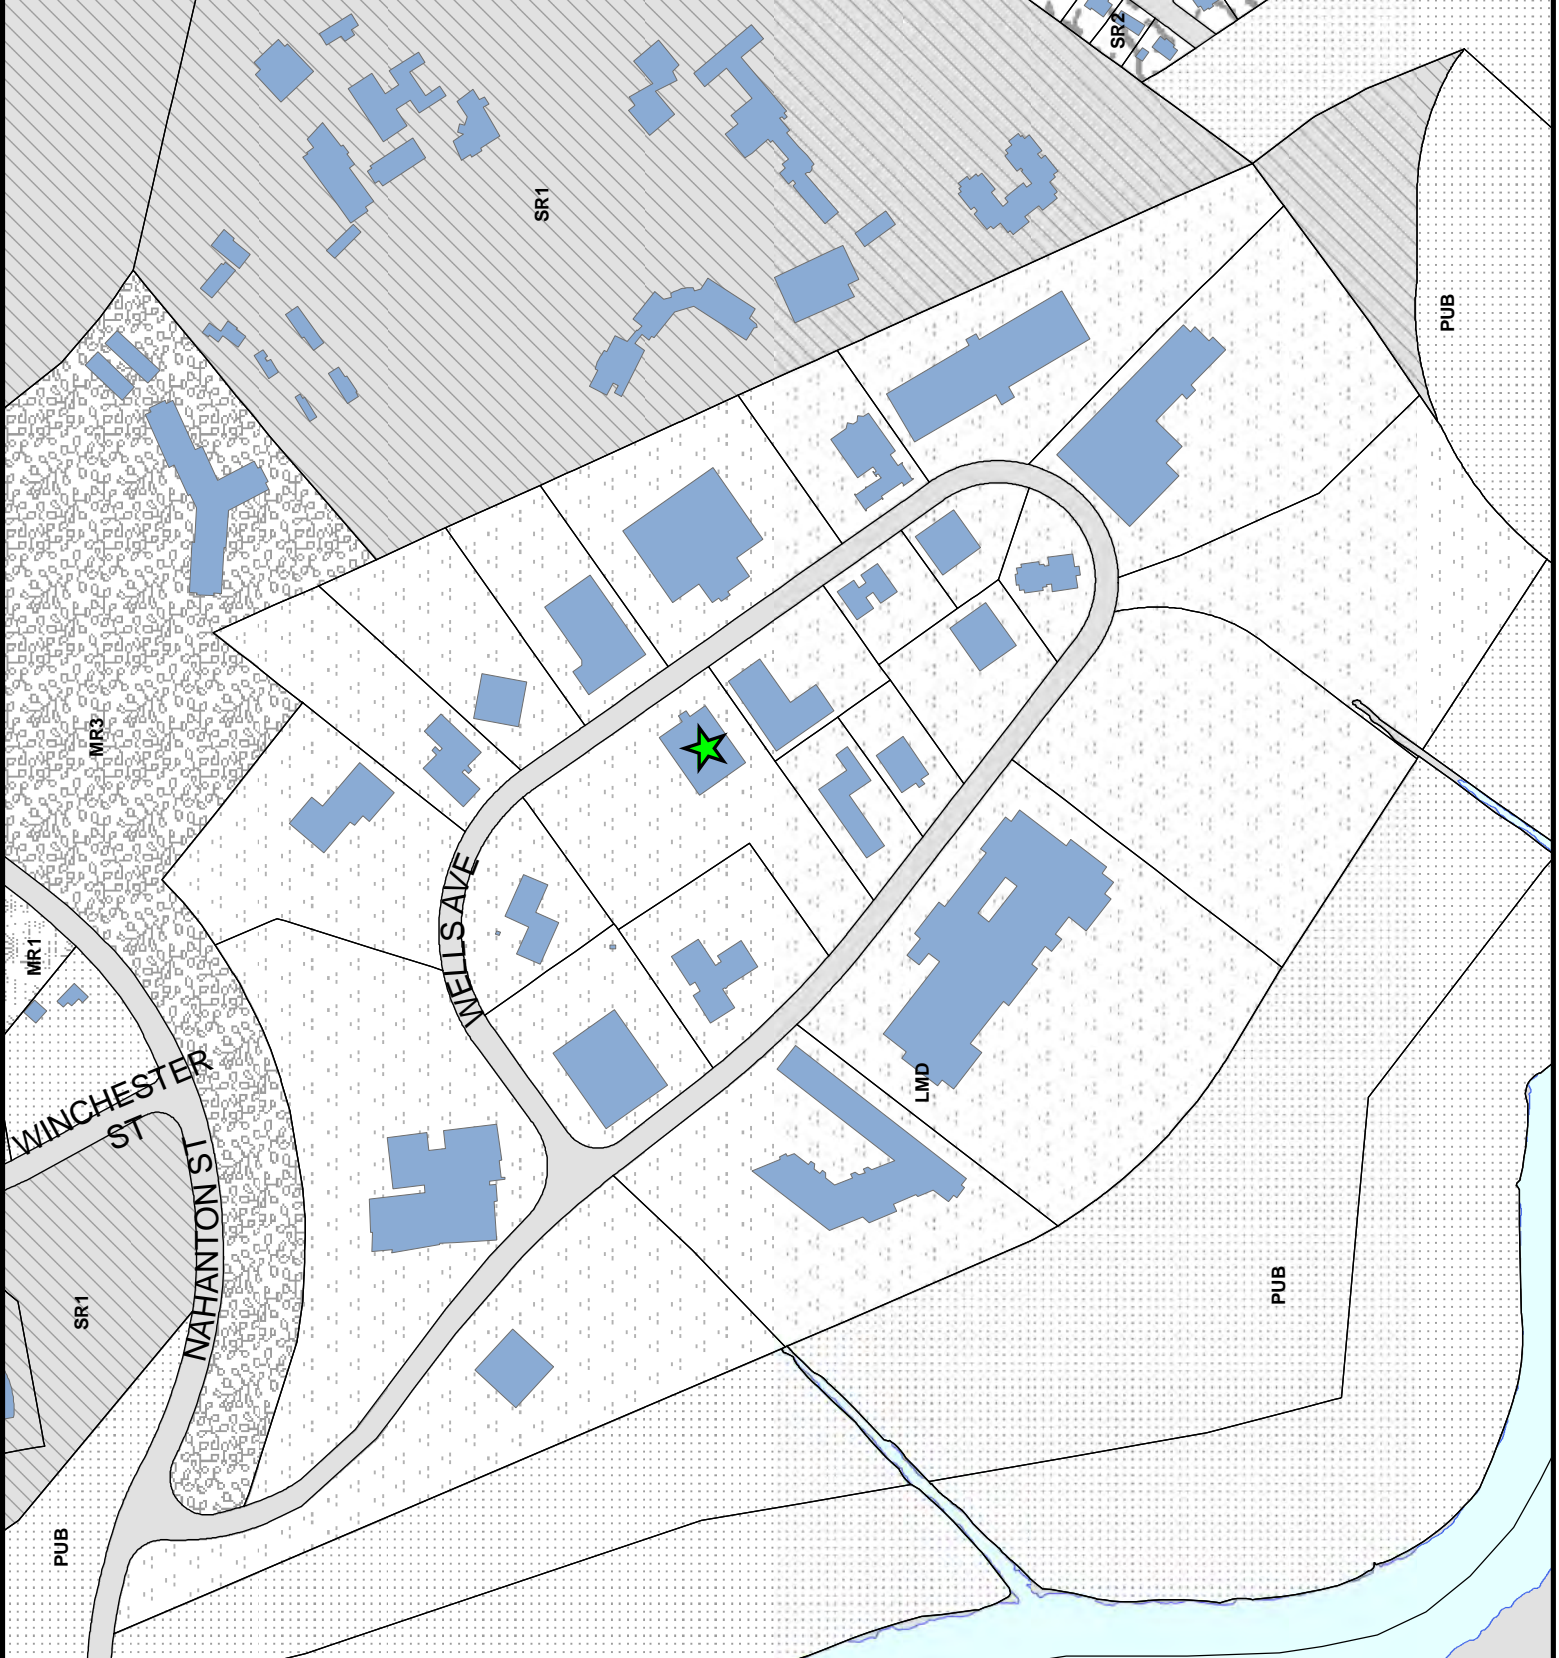 SR2
SR1
PUB
MR3
WELLS AVE
MR1
WINCHESTER
ST
LMD
NAHANTON ST
SR1
PUB
PUB